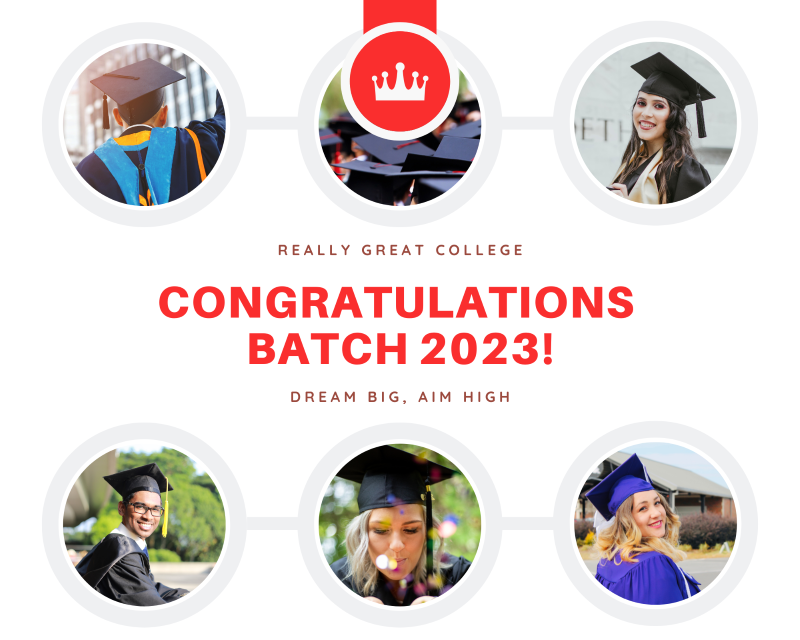 REALLY GREAT COLLEGE
CONGRATULATIONS
BATCH 2023!
DREAM BIG, AIM HIGH